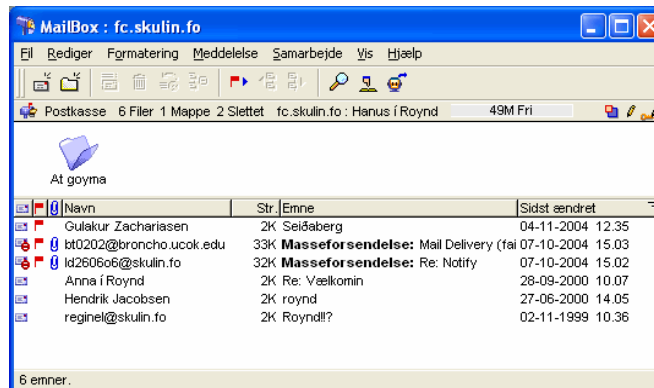 MailBox : fc.skulin.fo
Fil Rediger Formatering Meddelelse Samarbejde Vis Hjælp
Postkasse 6 Filer 1 Mappe 2 Slettet fc.skulin.fo : Hanus í Roynd 49M Fri
At goyma
Navn Str. Emne Sidst ændret
Gulakur Zachariasen 2K Seiðaberg 04-11-2004 12.35
bt0202@broncho.ucok.edu 33K Masseforsendelse: Mail Delivery (fai 07-10-2004 15.03
ld2606o6@skulin.fo 32K Masseforsendelse: Re: Notify 07-10-2004 15.02
Anna í Roynd 2K Re: Vælkomin 28-09-2000 10.07
Hendrik Jacobsen 2K roynd 27-06-2000 14.05
reginel@skulin.fo 2K Roynd!!? 02-11-1999 10.36
6 emner.